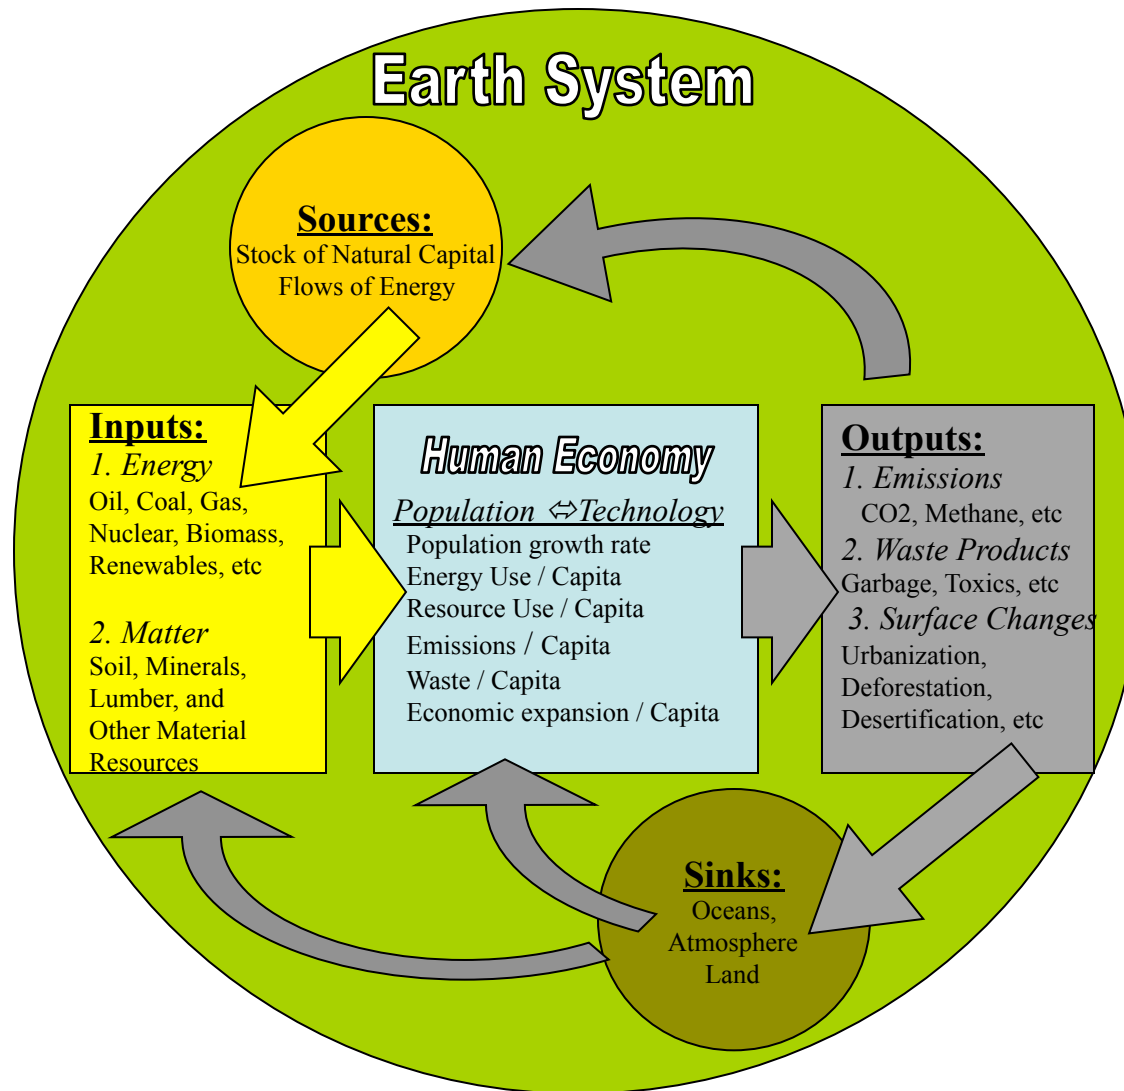 Earth System
Sources:
Stock of Natural Capital
Flows of Energy
Inputs:
1. Energy
Oil, Coal, Gas,
Nuclear, Biomass,
Renewables, etc
2. Matter
Soil, Minerals,
Lumber, and
Other Material
Resources
Human Economy
Population ⬄Technology
Population growth rate
Energy Use / Capita
Resource Use / Capita
Emissions / Capita
Waste / Capita
Economic expansion / Capita
Outputs:
1. Emissions
CO2, Methane, etc
2. Waste Products
Garbage, Toxics, etc
3. Surface Changes
Urbanization,
Deforestation,
Desertification, etc
Sinks:
Oceans,
Atmosphere
Land